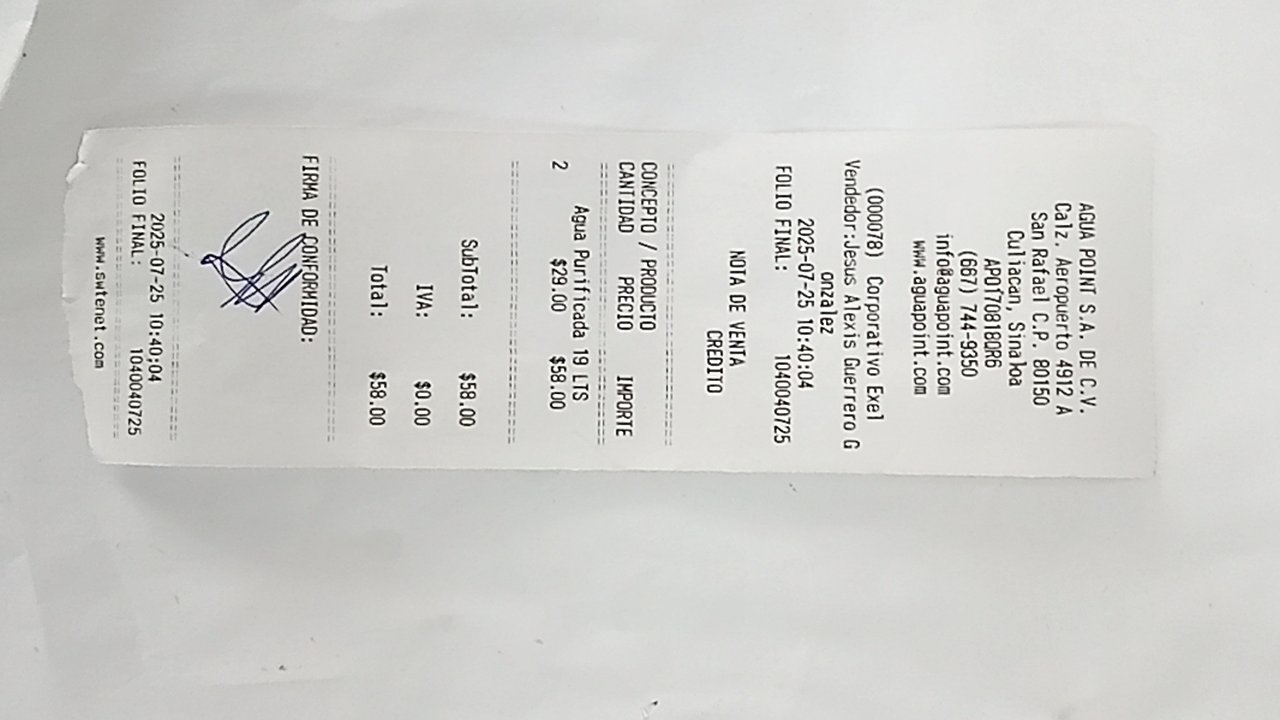 AGUA POINT S.A. DE C.V.
Calz. Aeropuerto 4912 A
San Rafael C.P. 80150
Culiacan, Sinaloa
APO170818QR6
(667) 744-9350
info@aguapoint.com
www.aguapoint.com
(000078) Corporativo Exel
Vendedor:Jesus Alexis Guerrero G
onzalez
2025-07-25 10:40:04
FOLIO FINAL: 1040040725
NOTA DE VENTA
CREDITO
================================
CONCEPTO / PRODUCTO
CANTIDAD PRECIO IMPORTE
================================
Agua Purificada 19 LTS
2 $29.00 $58.00
================================
SubTotal: $58.00
IVA: $0.00
Total: $58.00
================================
FIRMA DE CONFORMIDAD:
================================
2025-07-25 10:40:04
FOLIO FINAL: 1040040725
================================
www.swtenet.com